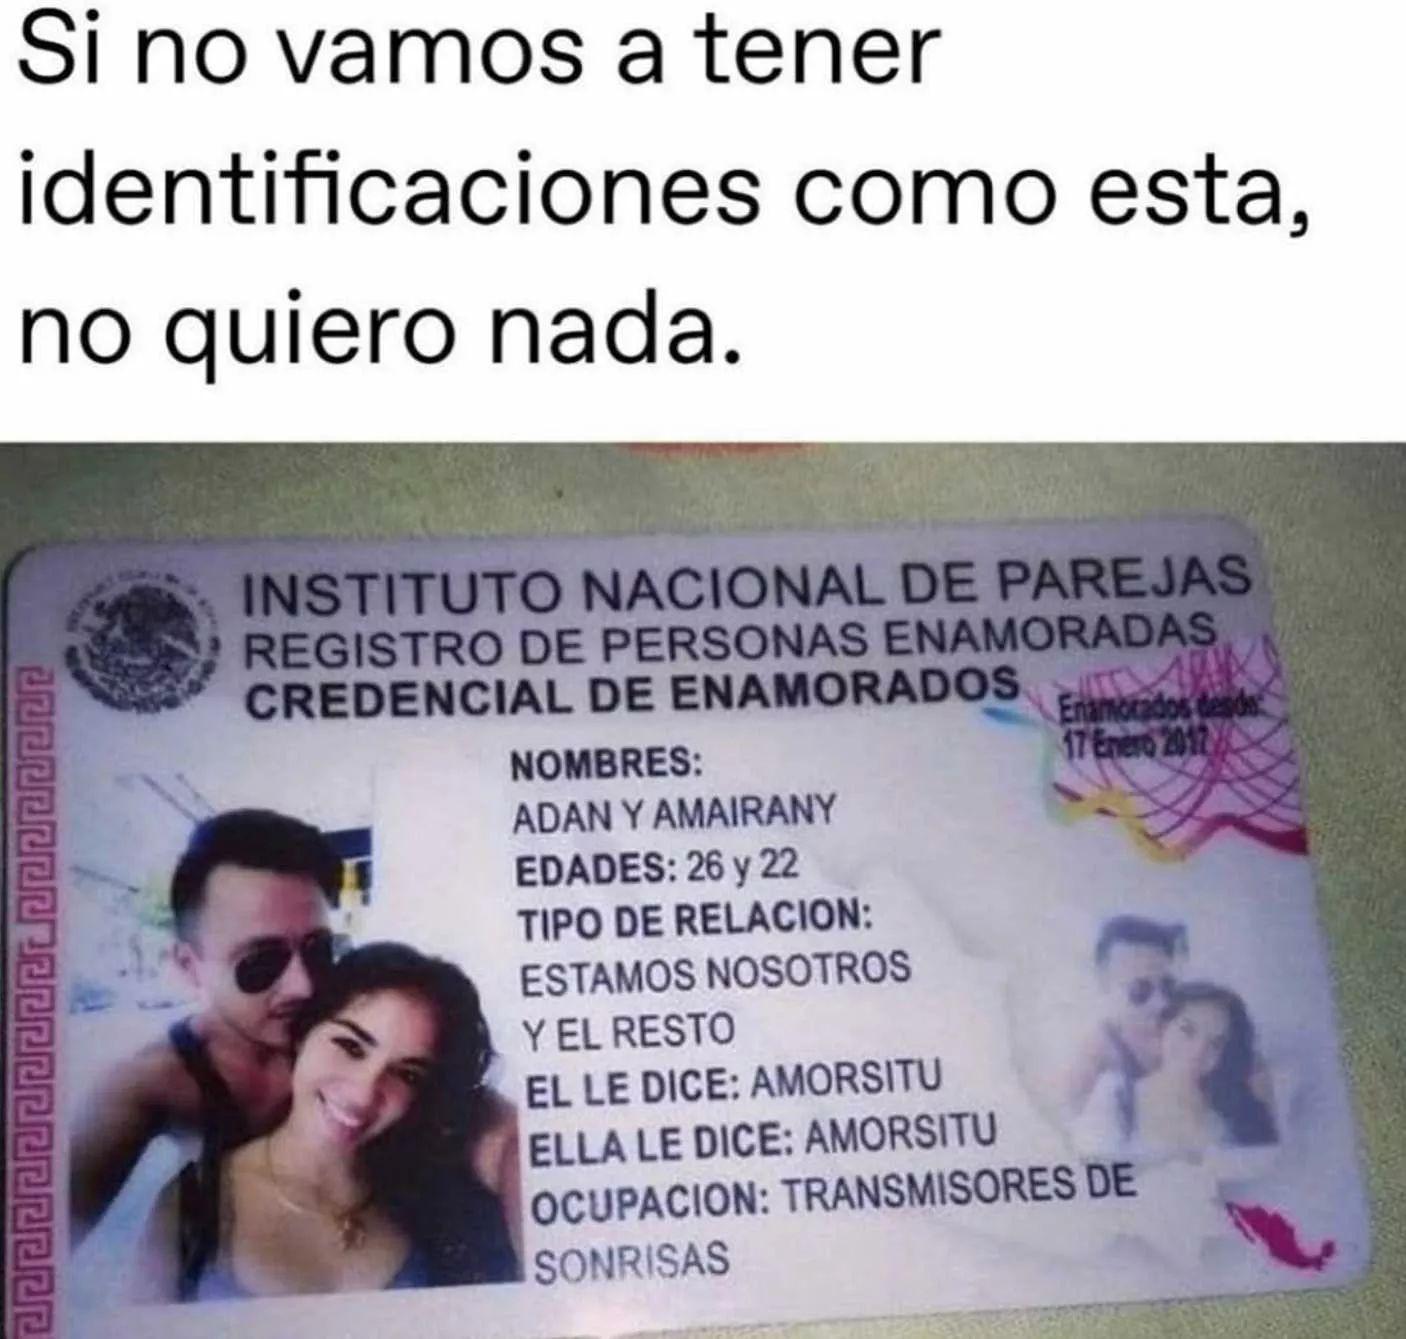 Si no vamos a tener
identificaciones como esta,
no quiero nada.
INSTITUTO NACIONAL DE PAREJAS
REGISTRO DE PERSONAS ENAMORADAS
CREDENCIAL DE ENAMORADOS
Enamorados desde:
17 Enero 2017
NOMBRES:
ADAN Y AMAIRANY
EDADES: 26 y 22
TIPO DE RELACION:
ESTAMOS NOSOTROS
Y EL RESTO
EL LE DICE: AMORSITU
ELLA LE DICE: AMORSITU
OCUPACION: TRANSMISORES DE
SONRISAS